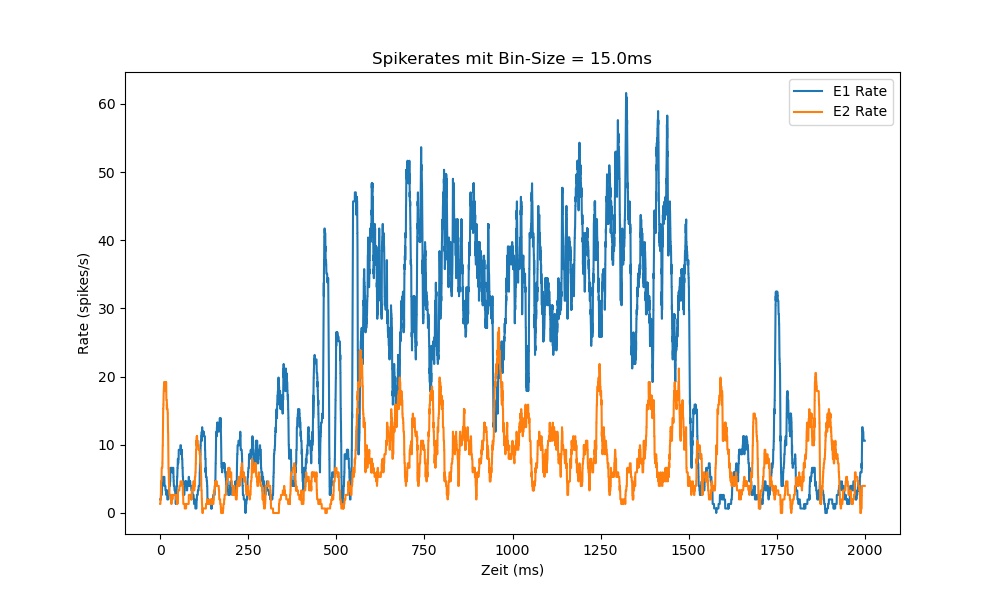 Spikerates mit Bin-Size = 15.0ms
E1 Rate
E2 Rate
Rate (spikes/s)
60
50
40
30
20
10
0
0 250 500 750 1000 1250 1500 1750 2000
Zeit (ms)